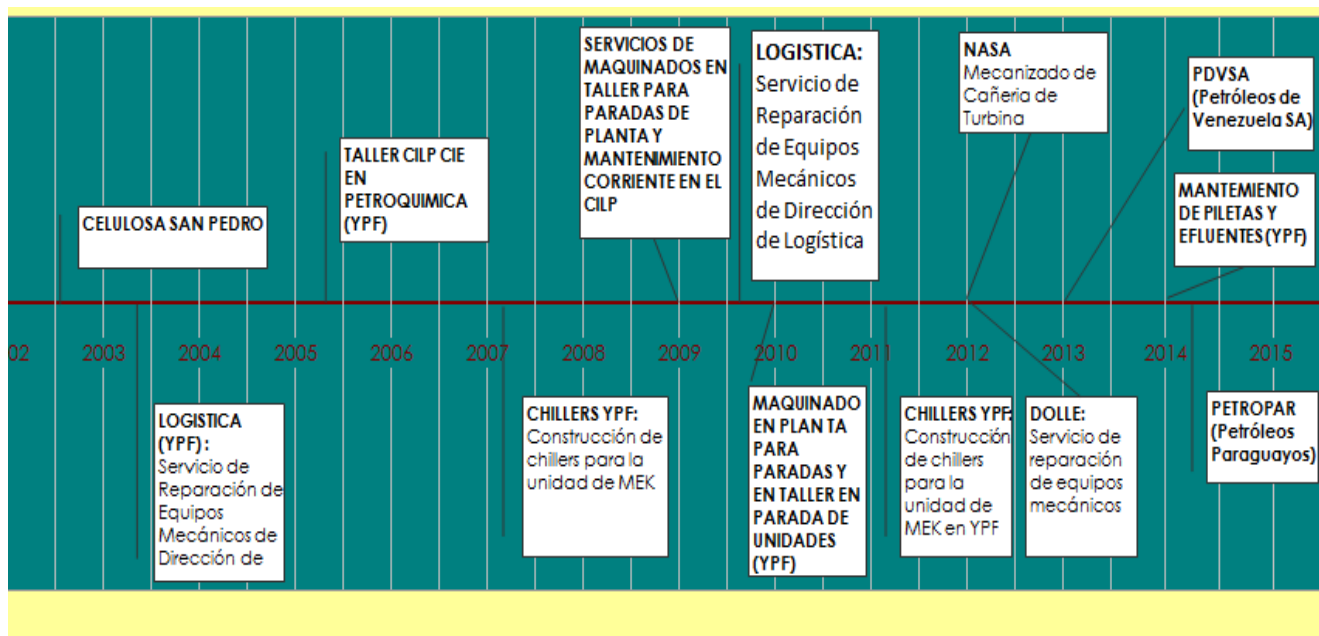 SERVICIOS DE
MAQUINADOS EN
TALLER PARA
PARADAS DE
PLANTA Y
MANTENIMIENTO
CORRIENTE EN EL
CILP
LOGISTICA:
Servicio de
Reparación
de Equipos
Mecánicos
de Dirección
de Logística
NASA
Mecanizado de
Cañeria de
Turbina
PDVSA
(Petróleos de
Venezuela SA)
TALLER CILP CIE
EN
PETROQUIMICA
(YPF)
MANTEMIENTO
DE PILETAS Y
EFLUENTES (YPF)
CELULOSA SAN PEDRO
02 2003 2004 2005 2006 2007 2008 2009 2010 2011 2012 2013 2014 2015
LOGISTICA
(YPF) :
Servicio de
Reparación de
Equipos
Mecánicos de
Dirección de
CHILLERS YPF:
Construcción de
chillers para la
unidad de MEK
MAQUINADO
EN PLAN TA
PARA
PARADAS Y
EN TALLER EN
PARADA DE
UNIDADES
(YPF)
CHILLERS YPF:
Construcción
de chillers
para la
unidad de
MEK en YPF
DOLLE:
Servicio de
reparación
de equipos
mecánicos
PETROPAR
(Petróleos
Paraguayos)